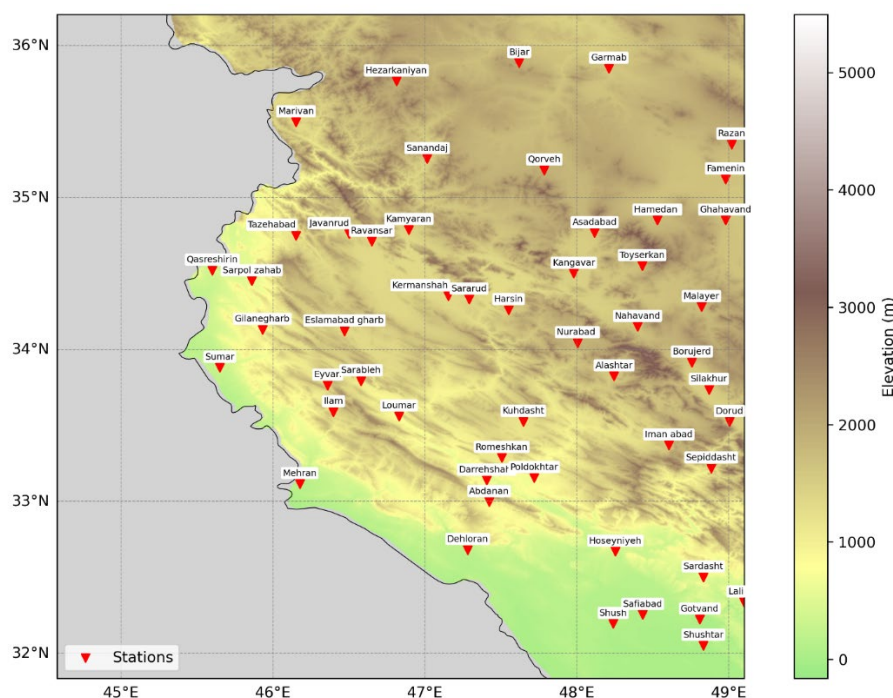 36°N
35°N
34°N
33°N
32°N
45°E
46°E
47°E
48°E
49°E
Bijar
Garmab
Hezarkaniyan
Marivan
Razan
Sanandaj
Qorveh
Famenin
Tazehabad
Javanrud
Kamyaran
Ravansar
Asadabad
Hamedan
Ghahavand
Qasreshirin
Sarpol zahab
Kangavar
Toyserkan
Kermanshah
Sararud
Harsin
Malayer
Gilanegharb
Eslamabad gharb
Nahavand
Nurabad
Sumar
Borujerd
Alashtar
Eyvan
Sarableh
Silakhur
Ilam
Loumar
Kuhdasht
Dorud
Iman abad
Romeshkan
Sepiddasht
Mehran
Darrehshah
Poldokhtar
Abdanan
Dehloran
Hoseyniyeh
Sardasht
Lali
Safiabad
Shush
Gotvand
Shushtar
Stations
5000
4000
3000
2000
1000
0
Elevation (m)